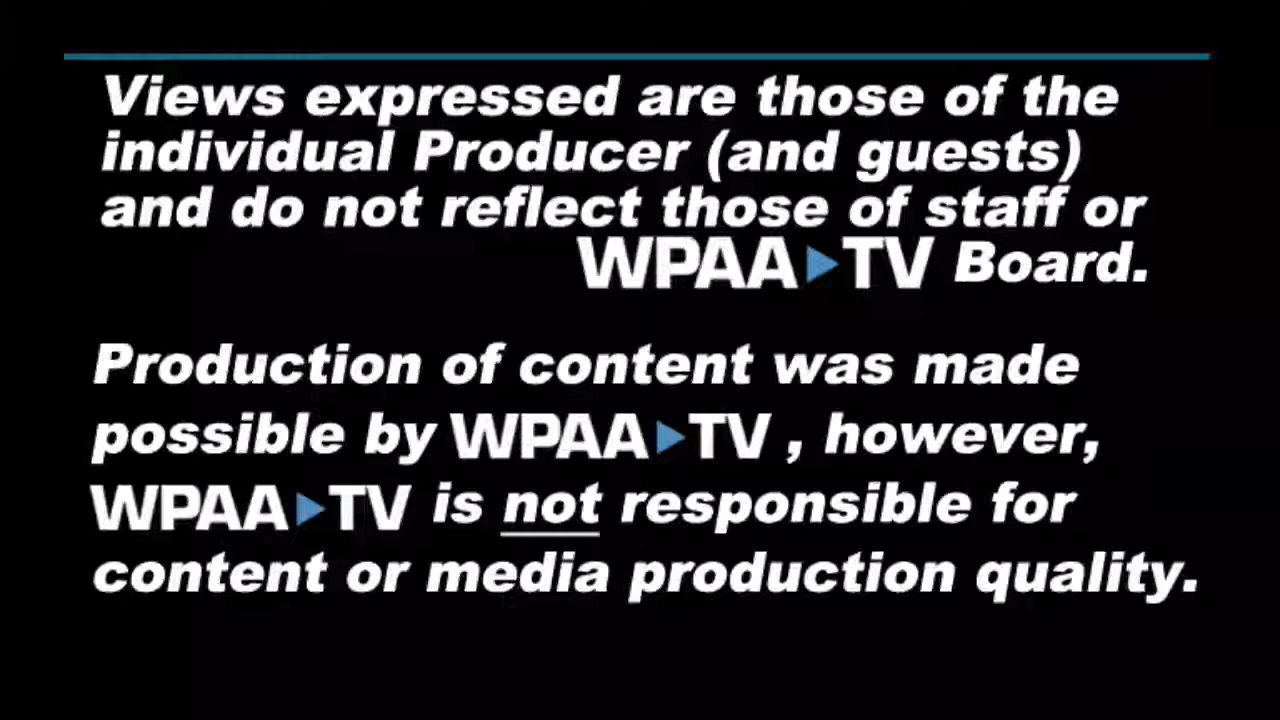 Views expressed are those of the
individual Producer (and guests)
and do not reflect those of staff or
WPAA▶TV Board.
Production of content was made
possible by WPAA▶TV , however,
WPAA▶TV is not responsible for
content or media production quality.